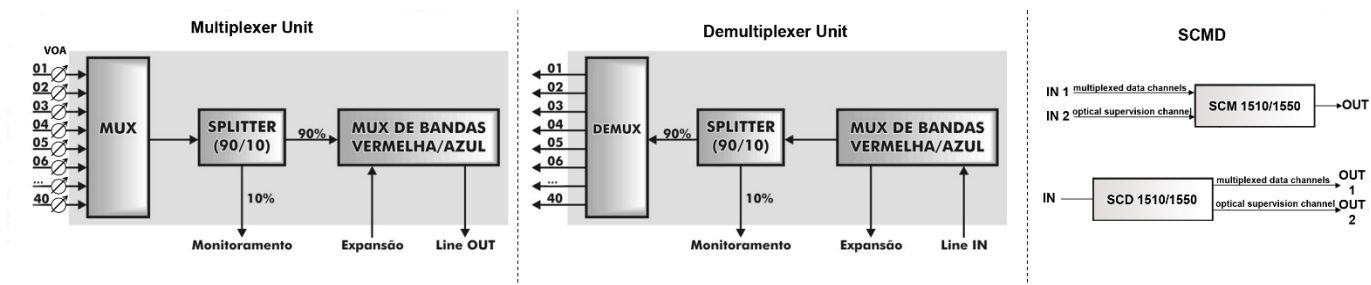 Multiplexer Unit
VOA
01
02
03
04
05
06
...
40
MUX
SPLITTER
(90/10)
90%
MUX DE BANDAS
VERMELHA/AZUL
10%
Monitoramento
Expansão
Line OUT
Demultiplexer Unit
01
02
03
04
05
06
...
40
DEMUX
90%
SPLITTER
(90/10)
MUX DE BANDAS
VERMELHA/AZUL
10%
Monitoramento
Expansão
Line IN
SCMD
IN 1
multiplexed data channels
IN 2
optical supervision channel
SCM 1510/1550
OUT
IN
SCD 1510/1550
multiplexed data channels
OUT
1
optical supervision channel
OUT
2